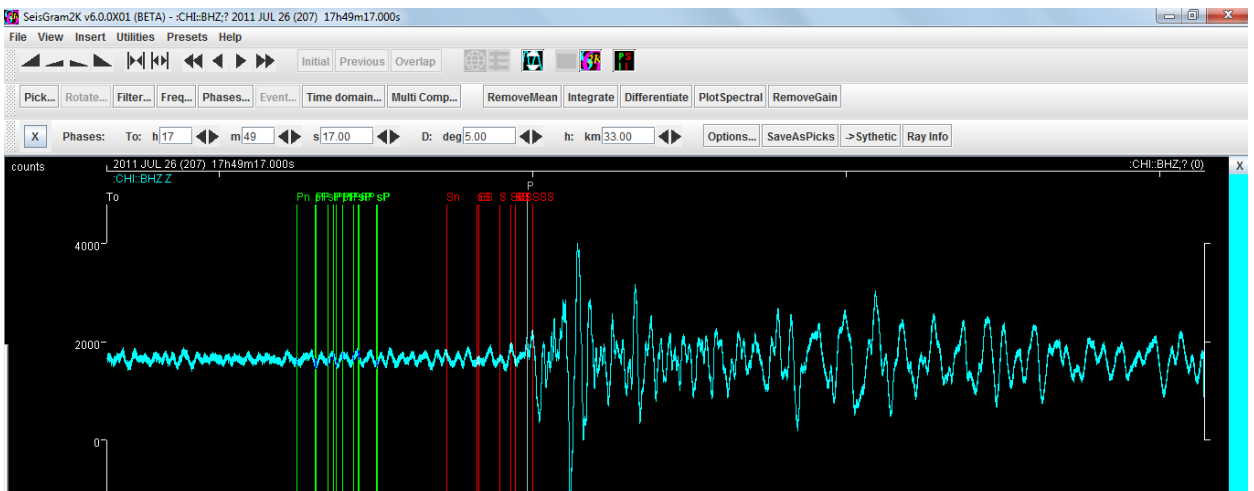 SeisGram2K v6.0.0X01 (BETA) - :CHI::BHZ;? 2011 JUL 26 (207) 17h49m17.000s
File View Insert Utilities Presets Help
Initial Previous Overlap
Pick... Rotate... Filter... Freq... Phases... Event... Time domain... Multi Comp... RemoveMean Integrate Differentiate PlotSpectral RemoveGain
X Phases: To: h 17 m 49 s 17.00 D: deg 5.00 h: km 33.00 Options... SaveAsPicks ->Sythetic Ray Info
counts 2011 JUL 26 (207) 17h49m17.000s :CHI::BHZ,? (0) X
:CHI::BHZ Z
P
To Pn sP Sn S SSS
4000
2000
0